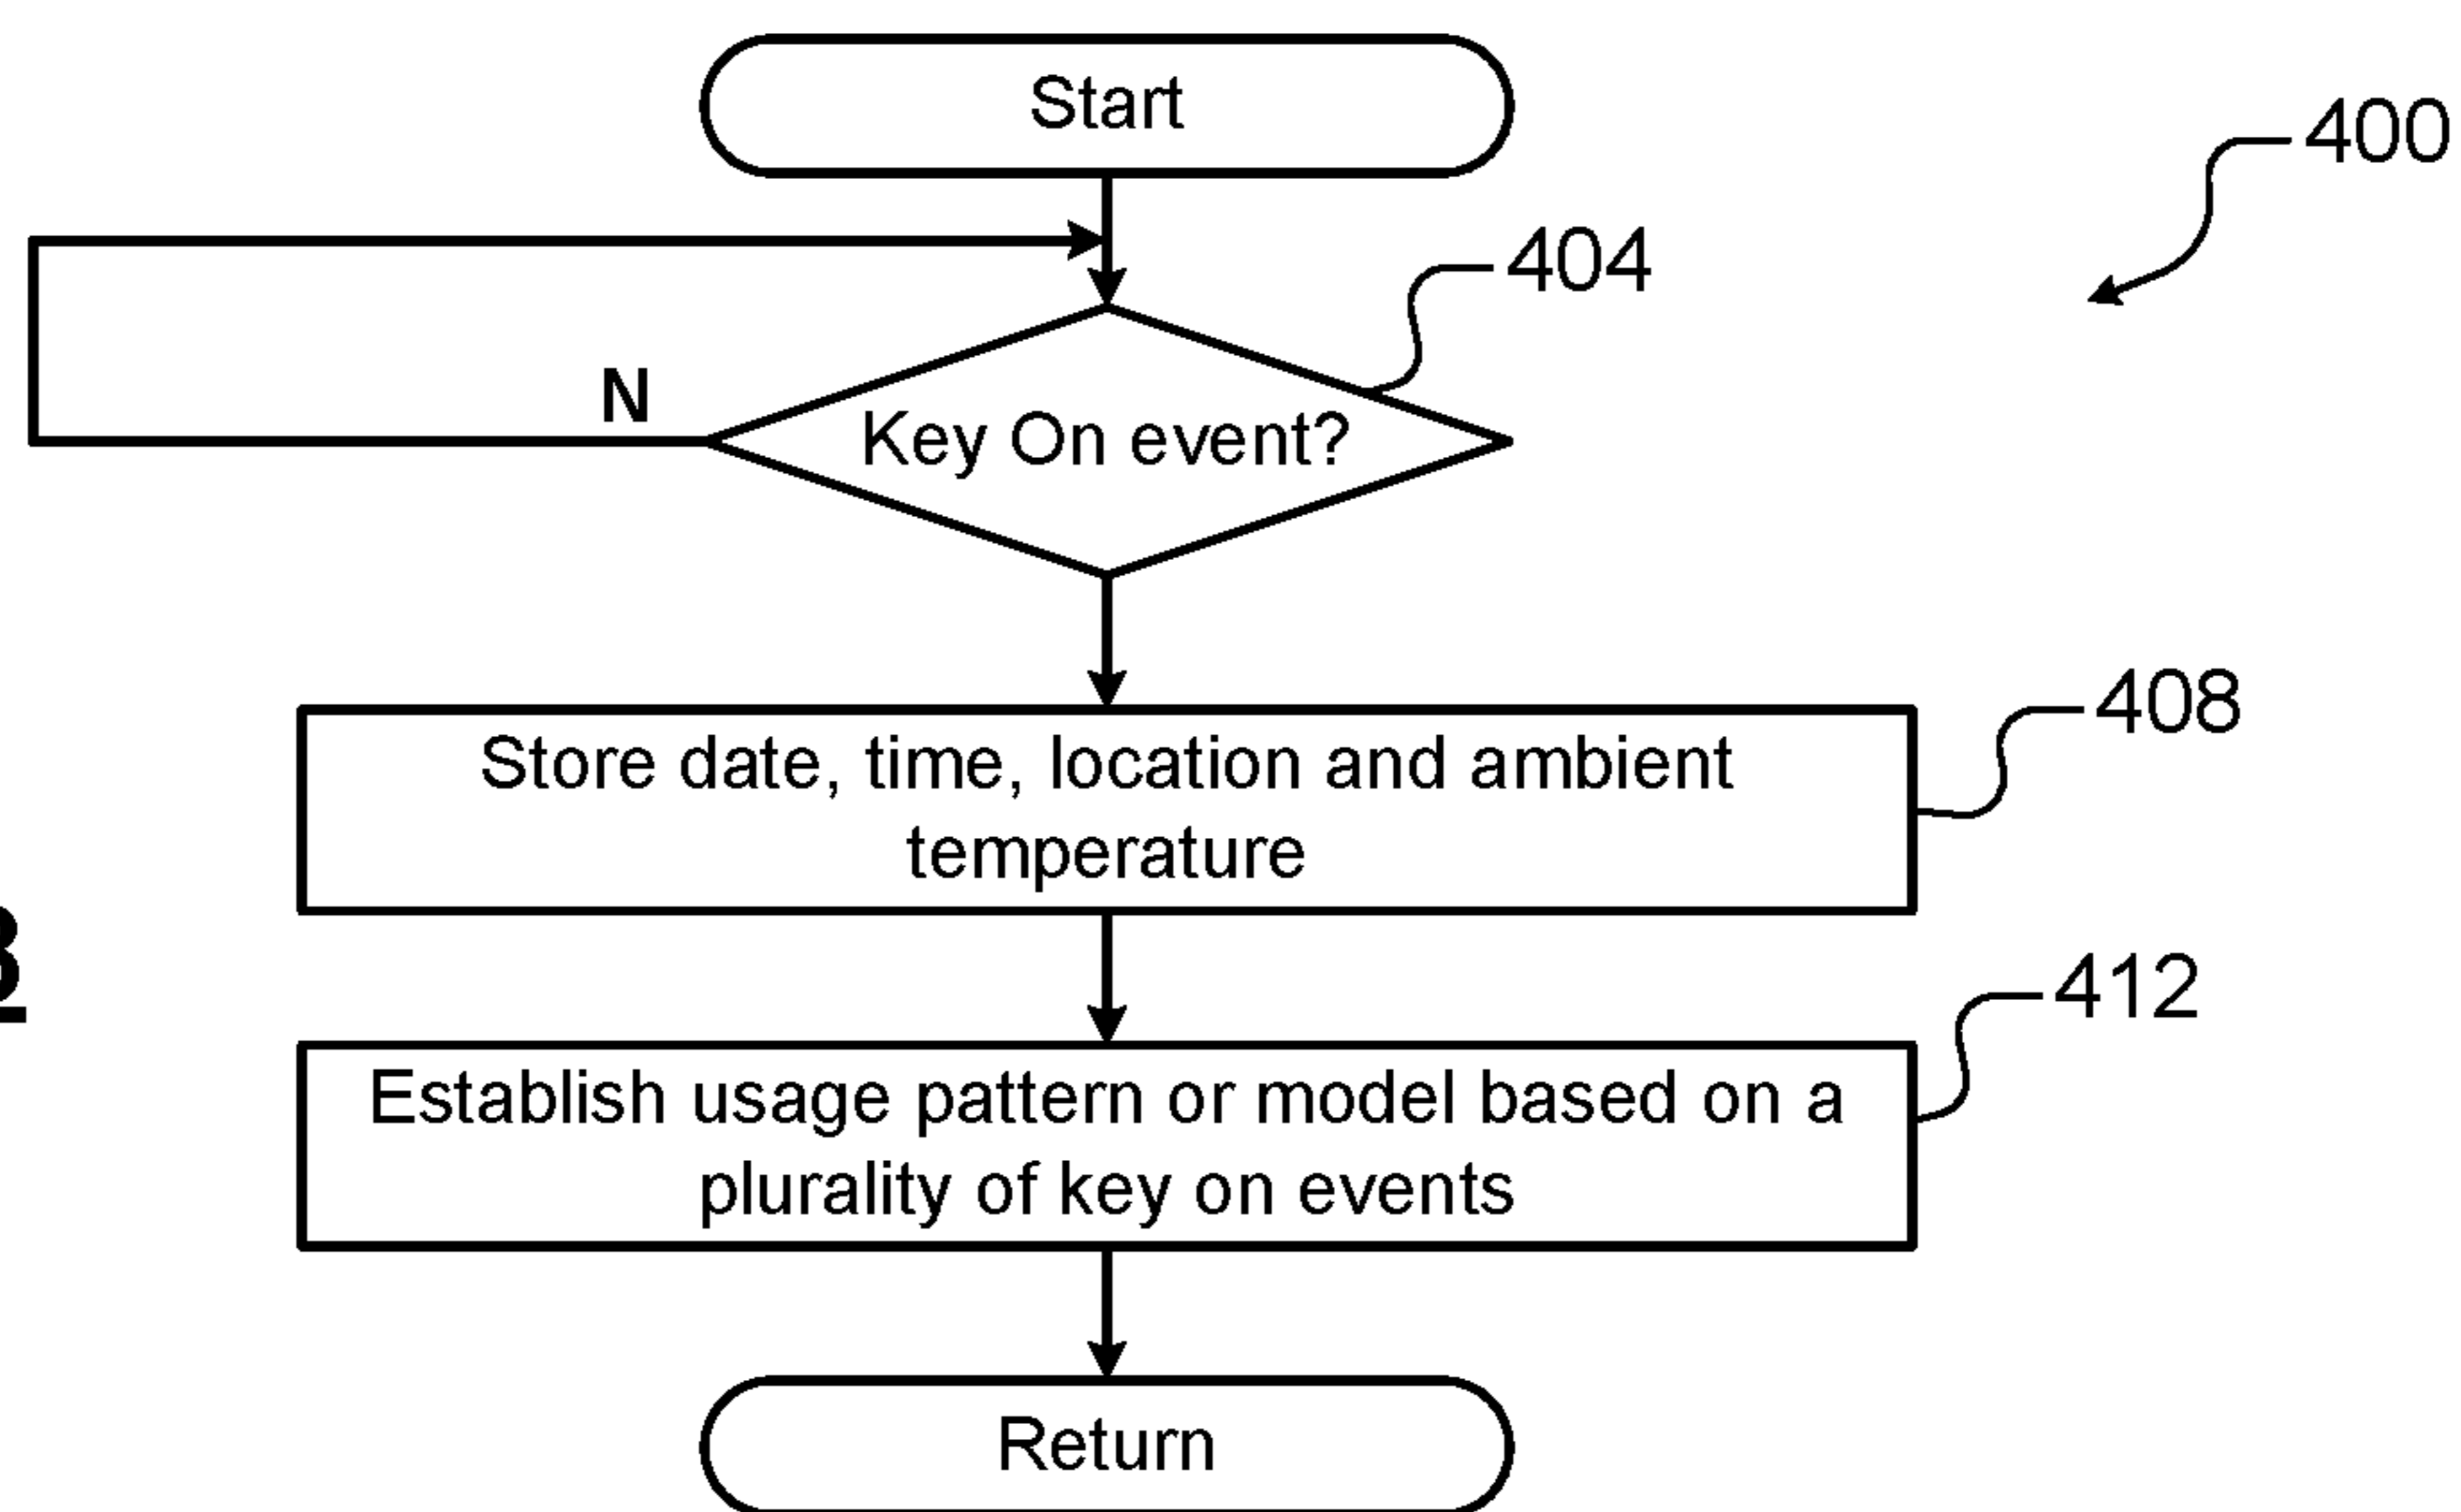 Start
400
404
N
Key On event?
408
Store date, time, location and ambient
temperature
412
Establish usage pattern or model based on a
plurality of key on events
Return